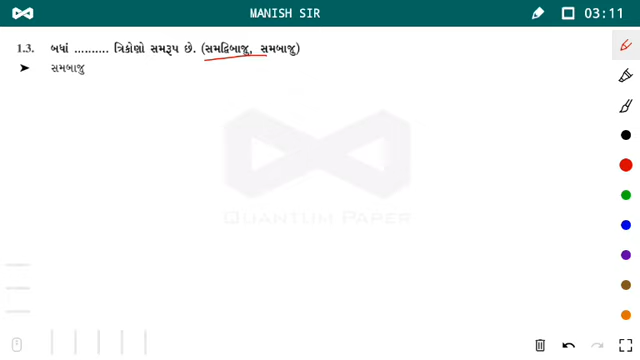 MANISH SIR
03:11
1.3. બધાં .......... ત્રિકોણો સમરૂપ છે. (સમદ્વિબાજૂ, સમબાજુ)
➤ સમબાજુ
QUANTUM PAPER